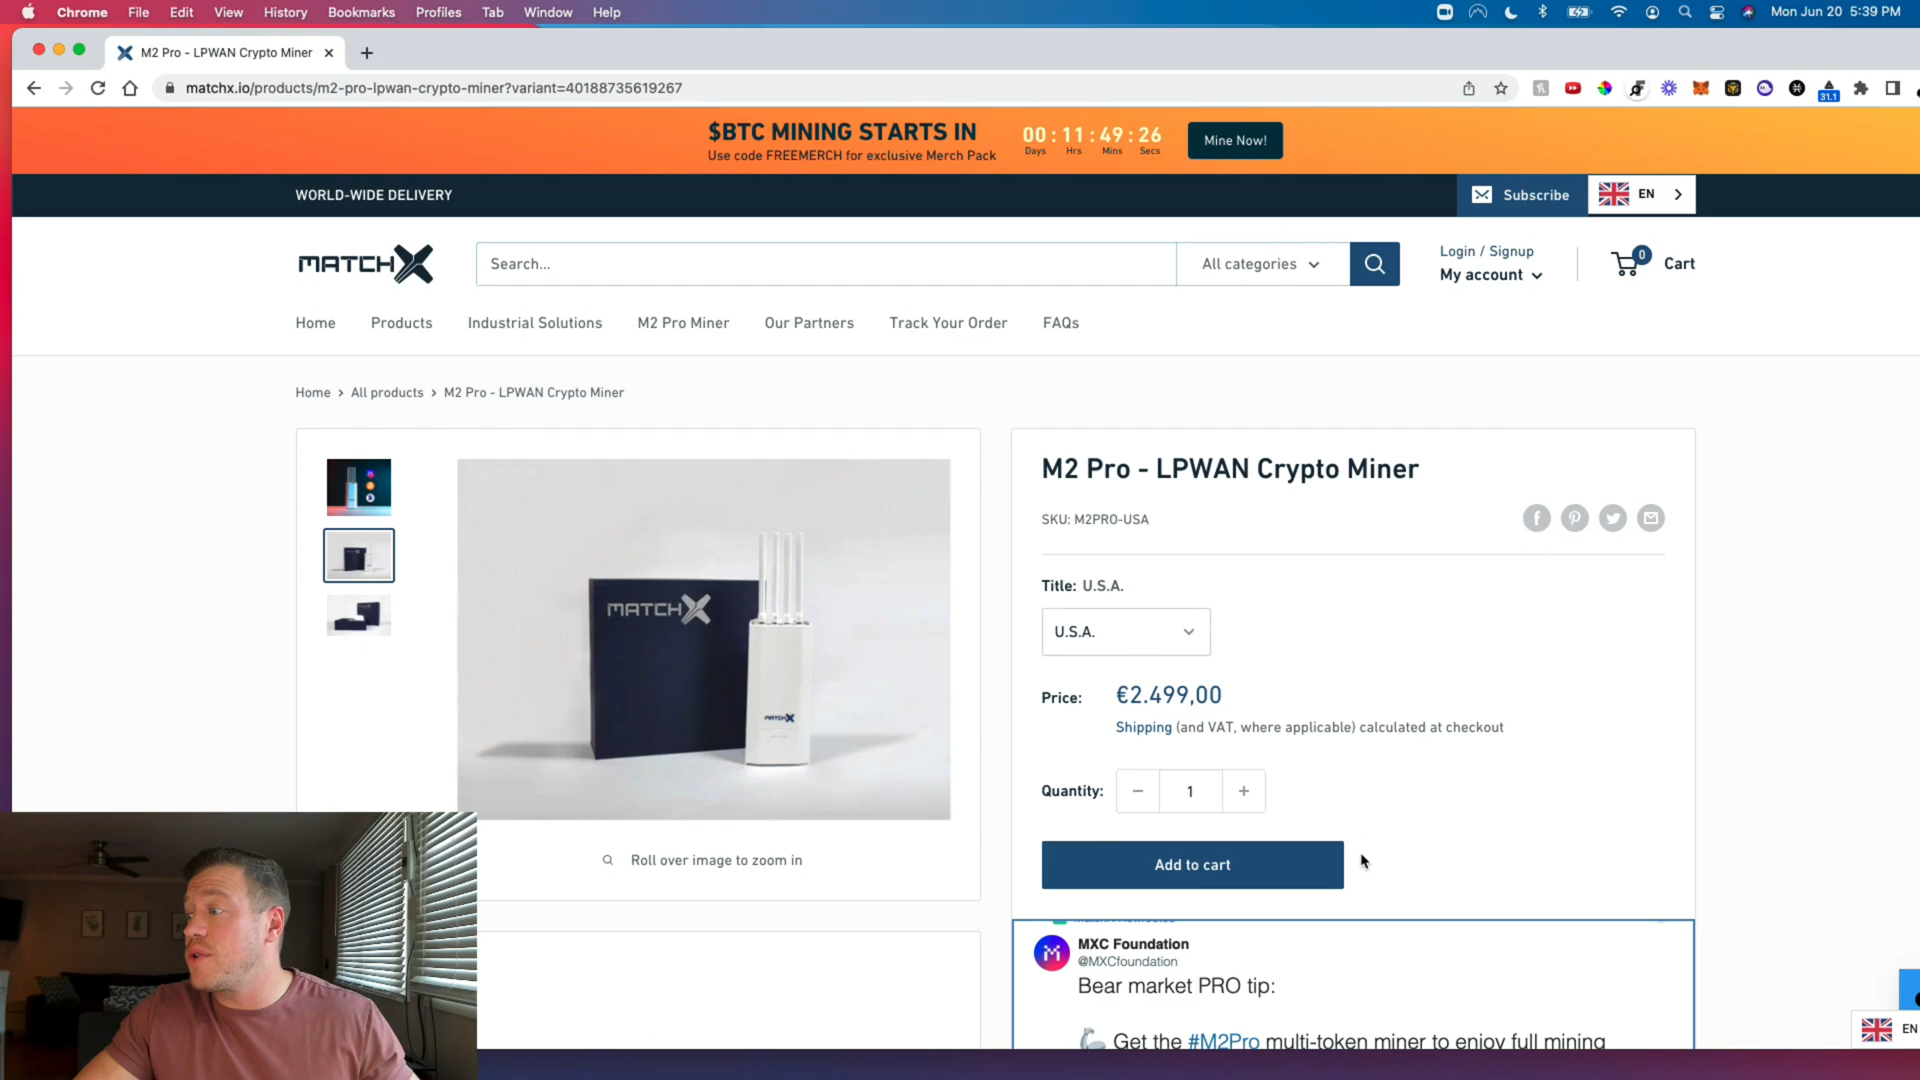 Chrome File Edit View History Bookmarks Profiles Tab Window Help
Mon Jun 20 5:39 PM
M2 Pro - LPWAN Crypto Miner
matchx.io/products/m2-pro-lpwan-crypto-miner?variant=40188735619267
31.1
$BTC MINING STARTS IN
Use code FREEMERCH for exclusive Merch Pack
00 : 11 : 49 : 26
Days Hrs Mins Secs
Mine Now!
WORLD-WIDE DELIVERY
Subscribe
EN
MATCHX
Search...
All categories
Login / Signup
My account
0
Cart
Home Products Industrial Solutions M2 Pro Miner Our Partners Track Your Order FAQs
Home > All products > M2 Pro - LPWAN Crypto Miner
MATCHX
MATCHX
Roll over image to zoom in
M2 Pro - LPWAN Crypto Miner
SKU: M2PRO-USA
Title: U.S.A.
U.S.A.
Price: €2.499,00
Shipping (and VAT, where applicable) calculated at checkout
Quantity: − 1 +
Add to cart
MXC Foundation
@MXCfoundation
Bear market PRO tip:
Get the #M2Pro multi-token miner to enjoy full mining
EN